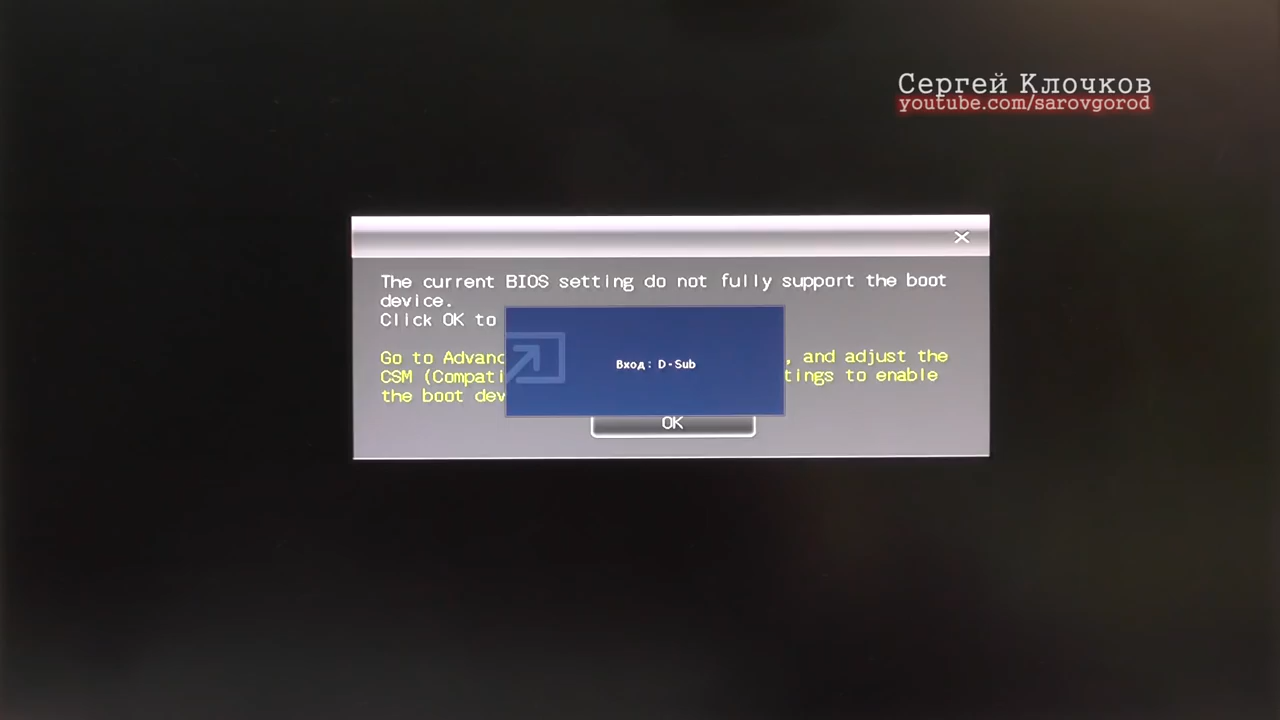 Сергей Клочков
youtube.com/sarovgorod
The current BIOS setting do not fully support the boot
device.
Click OK to
Go to Advanc , and adjust the
Вход: D-Sub
CSM (Compati tings to enable
the boot dev
OK